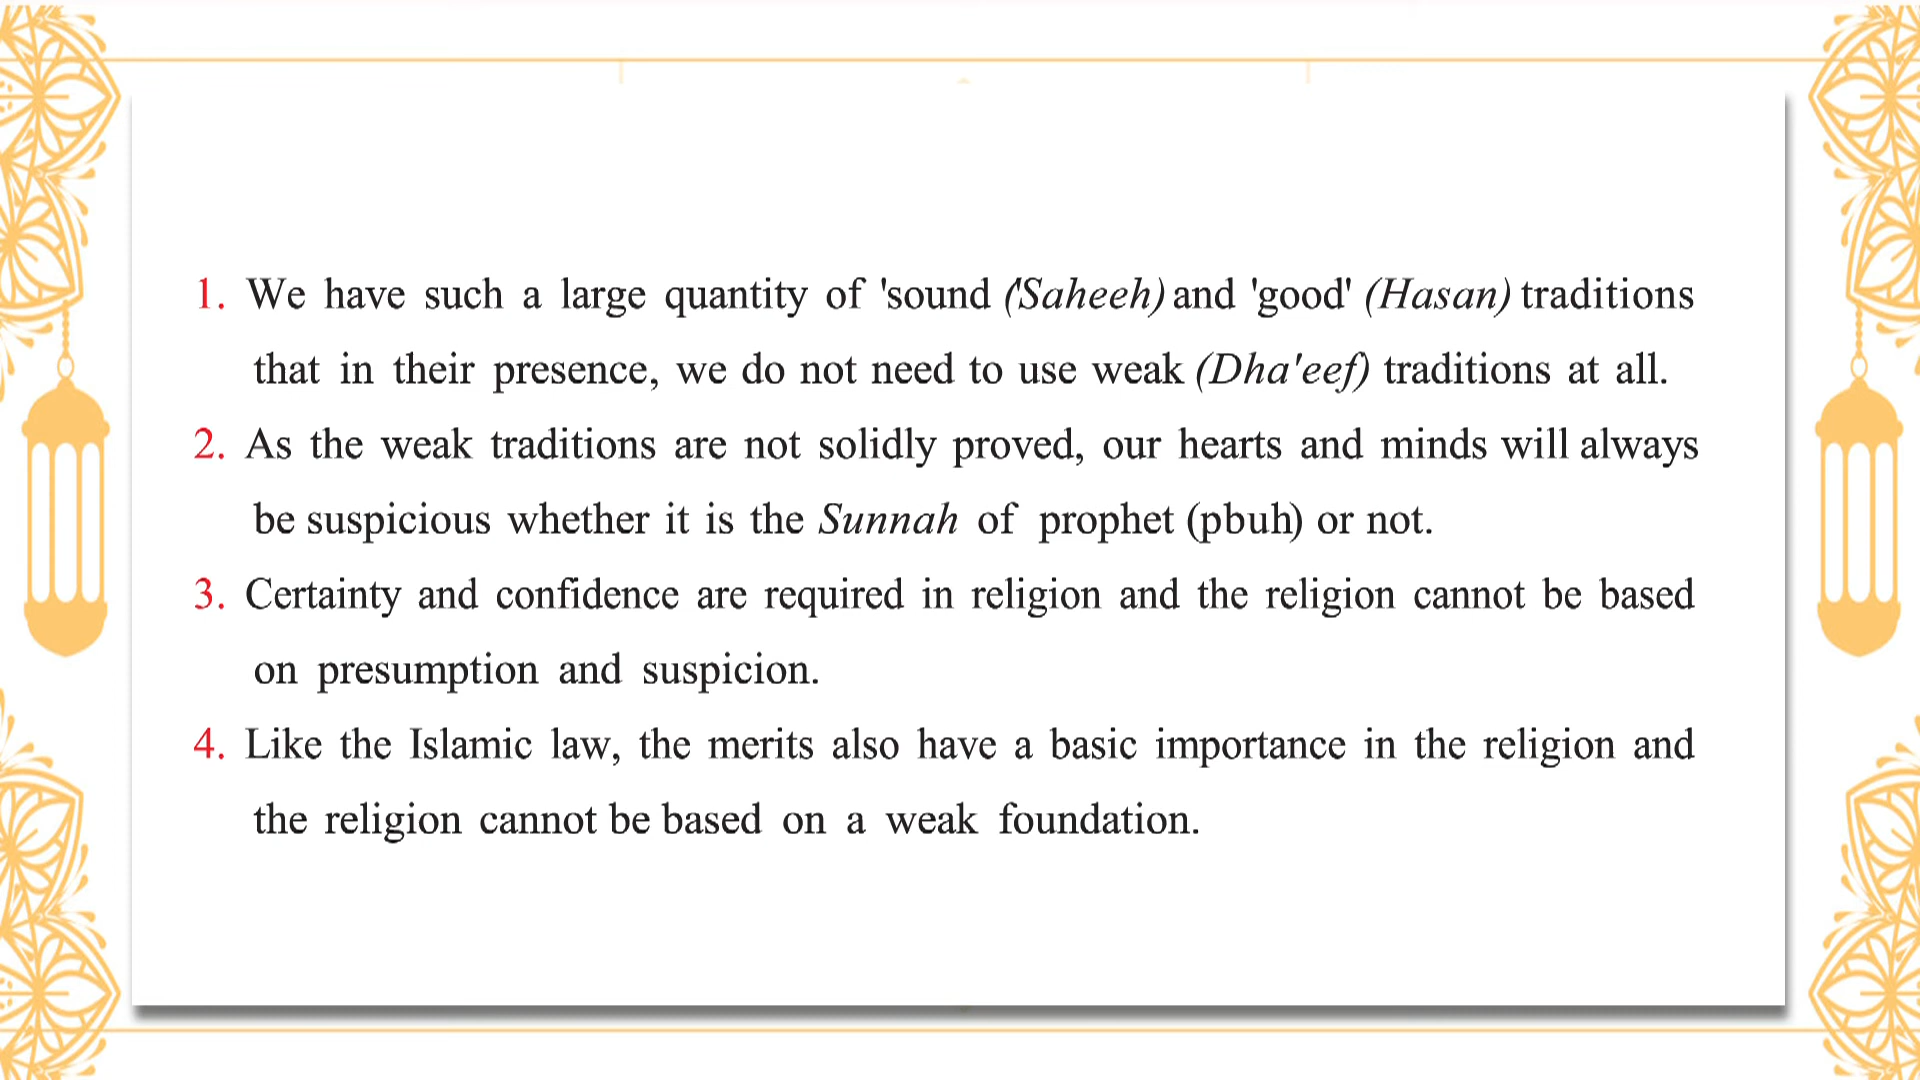 1. We have such a large quantity of 'sound ('Saheeh) and 'good' (Hasan) traditions
that in their presence, we do not need to use weak (Dha'eef) traditions at all.
2. As the weak traditions are not solidly proved, our hearts and minds will always
be suspicious whether it is the Sunnah of prophet (pbuh) or not.
3. Certainty and confidence are required in religion and the religion cannot be based
on presumption and suspicion.
4. Like the Islamic law, the merits also have a basic importance in the religion and
the religion cannot be based on a weak foundation.